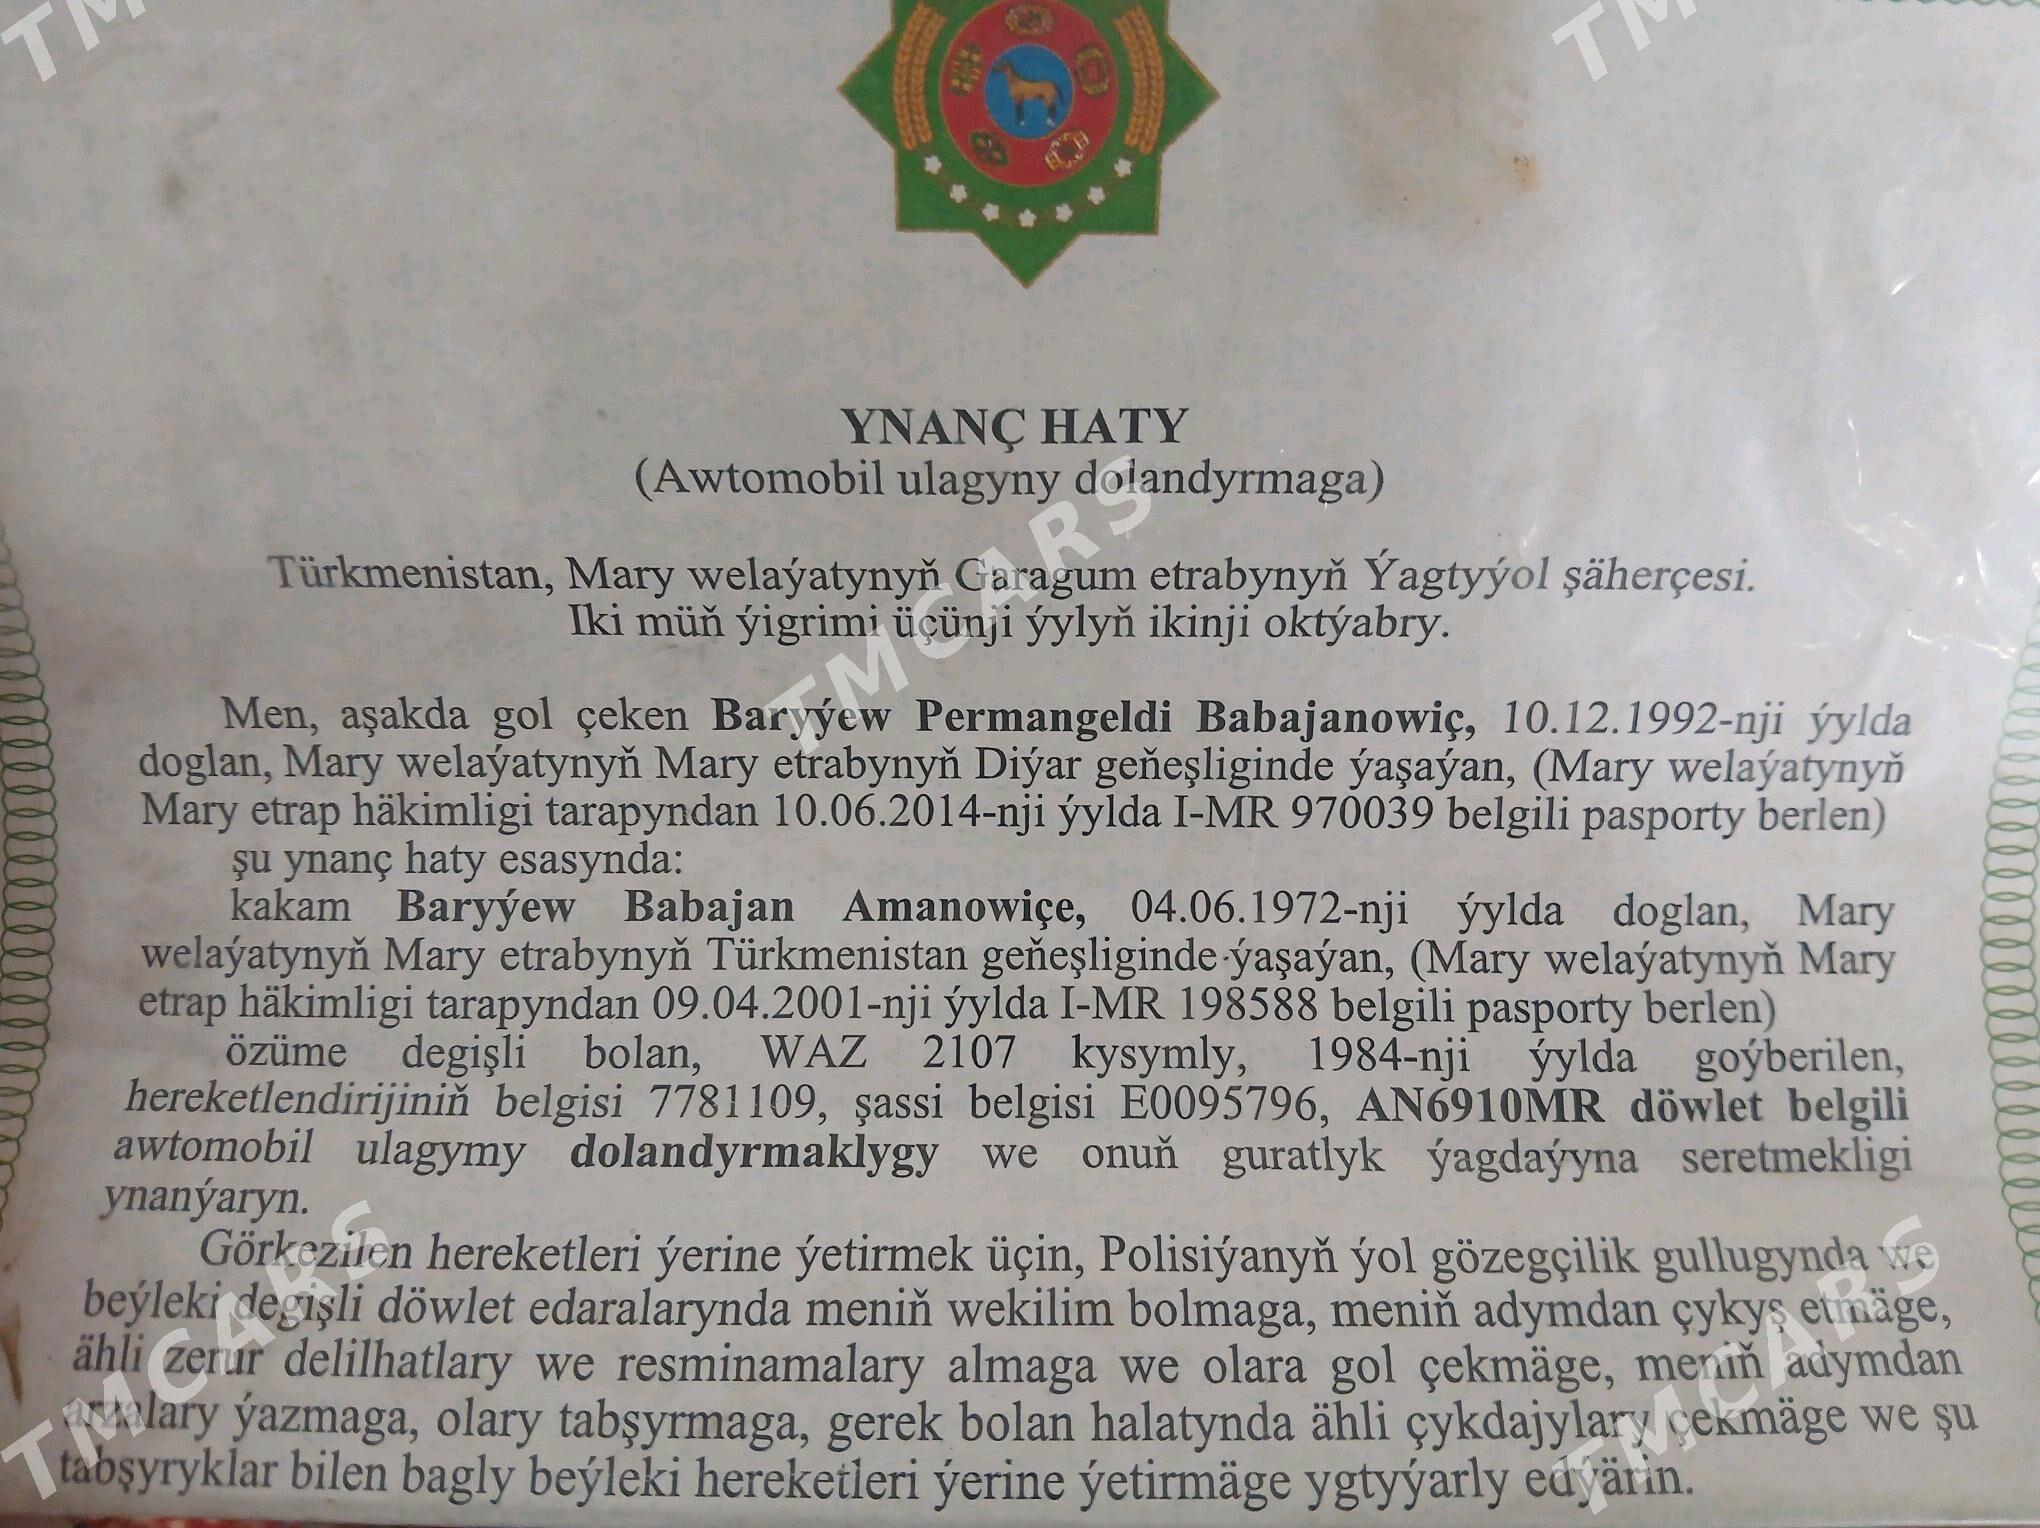 YNANÇ HATY
(Awtomobil ulagyny dolandyrmaga)
Türkmenistan, Mary welaýatynyň Garagum etrabynyň Ýagtyýol şäherçesi.
Iki müň ýigrimi üçünji ýylyň ikinji oktýabry.
Men, aşakda gol çeken Baryýew Permangeldi Babajanowiç, 10.12.1992-nji ýylda
doglan, Mary welaýatynyň Mary etrabynyň Diýar geňeşliginde ýaşaýan, (Mary welaýatynyň
Mary etrap häkimligi tarapyndan 10.06.2014-nji ýylda I-MR 970039 belgili pasporty berlen)
şu ynanç haty esasynda:
kakam Baryýew Babajan Amanowiçe, 04.06.1972-nji ýylda doglan, Mary
welaýatynyň Mary etrabynyň Türkmenistan geňeşliginde ýaşaýan, (Mary welaýatynyň Mary
etrap häkimligi tarapyndan 09.04.2001-nji ýylda I-MR 198588 belgili pasporty berlen)
özüme degişli bolan, WAZ 2107 kysymly, 1984-nji ýylda goýberilen,
hereketlendirijiniň belgisi 7781109, şassi belgisi E0095796, AN6910MR döwlet belgili
awtomobil ulagymy dolandyrmaklygy we onuň guratlyk ýagdaýyna seretmekligi
ynanýaryn.
Görkezilen hereketleri ýerine ýetirmek üçin, Polisiýanyň ýol gözegçilik gullugynda we
beýleki degişli döwlet edaralarynda meniň wekilim bolmaga, meniň adymdan çykyş etmäge,
ähli zerur delilhatlary we resminamalary almaga we olara gol çekmäge, meniň adymdan
arzalary ýazmaga, olary tabşyrmaga, gerek bolan halatynda ähli çykdajylary çekmäge we şu
tabşyryklar bilen bagly beýleki hereketleri ýerine ýetirmäge ygtyýarly edýärin.
TMCARS
TMCARS
TMCARS